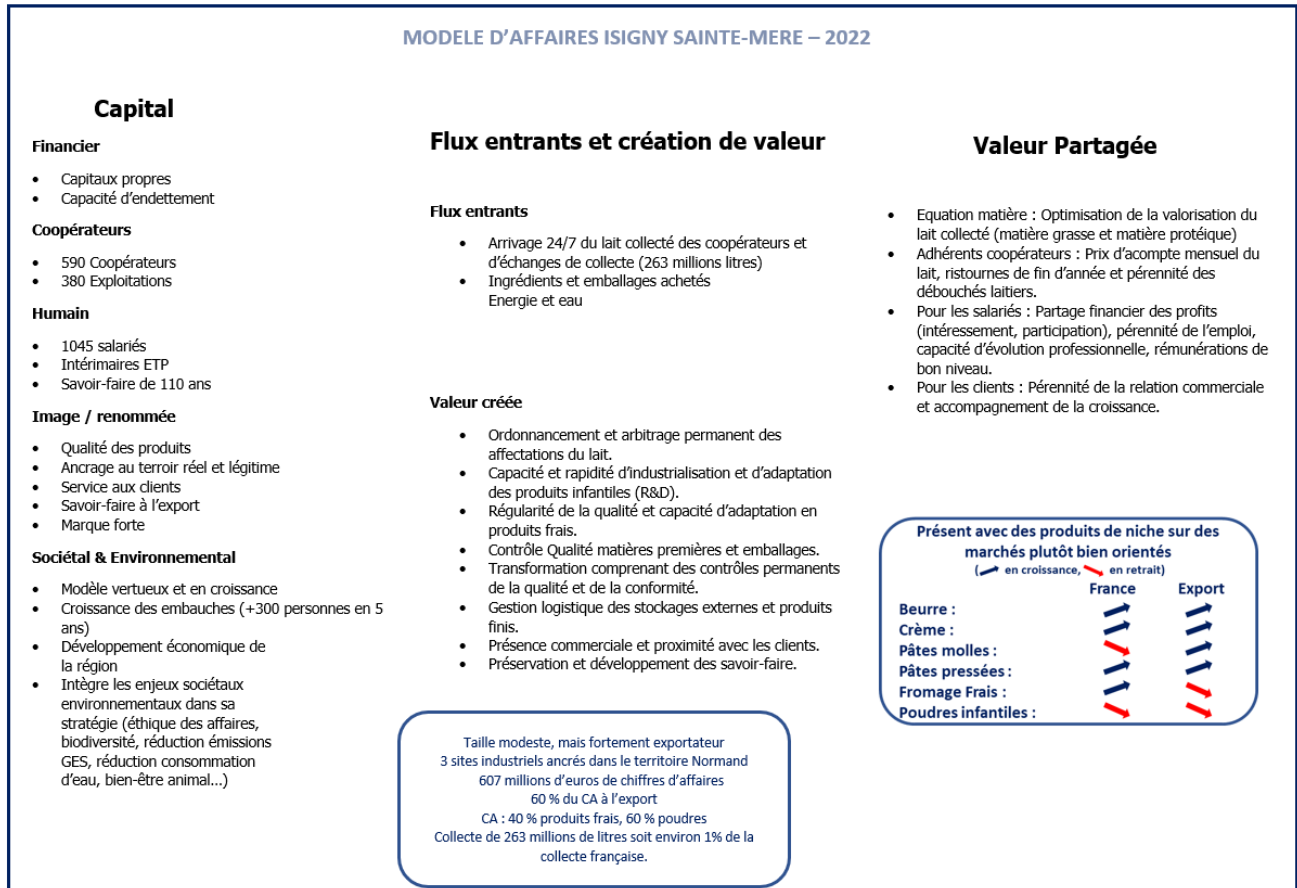 MODELE D'AFFAIRES ISIGNY SAINTE-MERE – 2022
Capital
Financier
• Capitaux propres
• Capacité d'endettement
Coopérateurs
• 590 Coopérateurs
• 380 Exploitations
Humain
• 1045 salariés
• Intérimaires ETP
• Savoir-faire de 110 ans
Image / renommée
• Qualité des produits
• Ancrage au terroir réel et légitime
• Service aux clients
• Savoir-faire à l'export
• Marque forte
Sociétal & Environnemental
• Modèle vertueux et en croissance
• Croissance des embauches (+300 personnes en 5
ans)
• Développement économique de
la région
• Intègre les enjeux sociétaux
environnementaux dans sa
stratégie (éthique des affaires,
biodiversité, réduction émissions
GES, réduction consommation
d'eau, bien-être animal...)
Flux entrants et création de valeur
Flux entrants
• Arrivage 24/7 du lait collecté des coopérateurs et
d'échanges de collecte (263 millions litres)
• Ingrédients et emballages achetés
Energie et eau
Valeur créée
• Ordonnancement et arbitrage permanent des
affectations du lait.
• Capacité et rapidité d'industrialisation et d'adaptation
des produits infantiles (R&D).
• Régularité de la qualité et capacité d'adaptation en
produits frais.
• Contrôle Qualité matières premières et emballages.
• Transformation comprenant des contrôles permanents
de la qualité et de la conformité.
• Gestion logistique des stockages externes et produits
finis.
• Présence commerciale et proximité avec les clients.
• Préservation et développement des savoir-faire.
Taille modeste, mais fortement exportateur
3 sites industriels ancrés dans le territoire Normand
607 millions d'euros de chiffres d'affaires
60 % du CA à l'export
CA : 40 % produits frais, 60 % poudres
Collecte de 263 millions de litres soit environ 1% de la
collecte française.
Valeur Partagée
• Equation matière : Optimisation de la valorisation du
lait collecté (matière grasse et matière protéique)
• Adhérents coopérateurs : Prix d'acompte mensuel du
lait, ristournes de fin d'année et pérennité des
débouchés laitiers.
• Pour les salariés : Partage financier des profits
(intéressement, participation), pérennité de l'emploi,
capacité d'évolution professionnelle, rémunérations de
bon niveau.
• Pour les clients : Pérennité de la relation commerciale
et accompagnement de la croissance.
Présent avec des produits de niche sur des
marchés plutôt bien orientés
( en croissance, en retrait)
France Export
Beurre :
Crème :
Pâtes molles :
Pâtes pressées :
Fromage Frais :
Poudres infantiles :